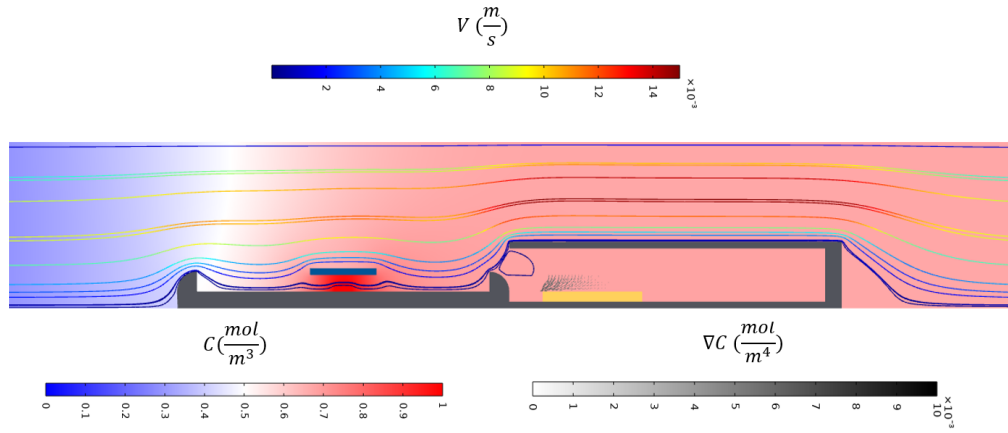 V (m/s)
2 4 6 8 10 12 14 ×10⁻³
C(mol/m³) ∇C (mol/m⁴)
0 0.1 0.2 0.3 0.4 0.5 0.6 0.7 0.8 0.9 1
0 1 2 3 4 5 6 7 8 9 10 ×10⁻³